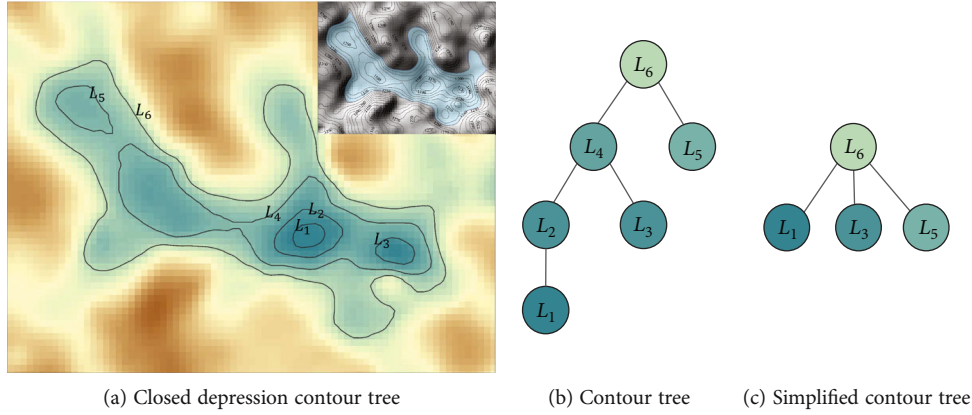 L5
L6
L4
L2
L1
L3
L6
L4
L5
L2
L3
L1
L6
L1
L3
L5
(a) Closed depression contour tree
(b) Contour tree
(c) Simplified contour tree